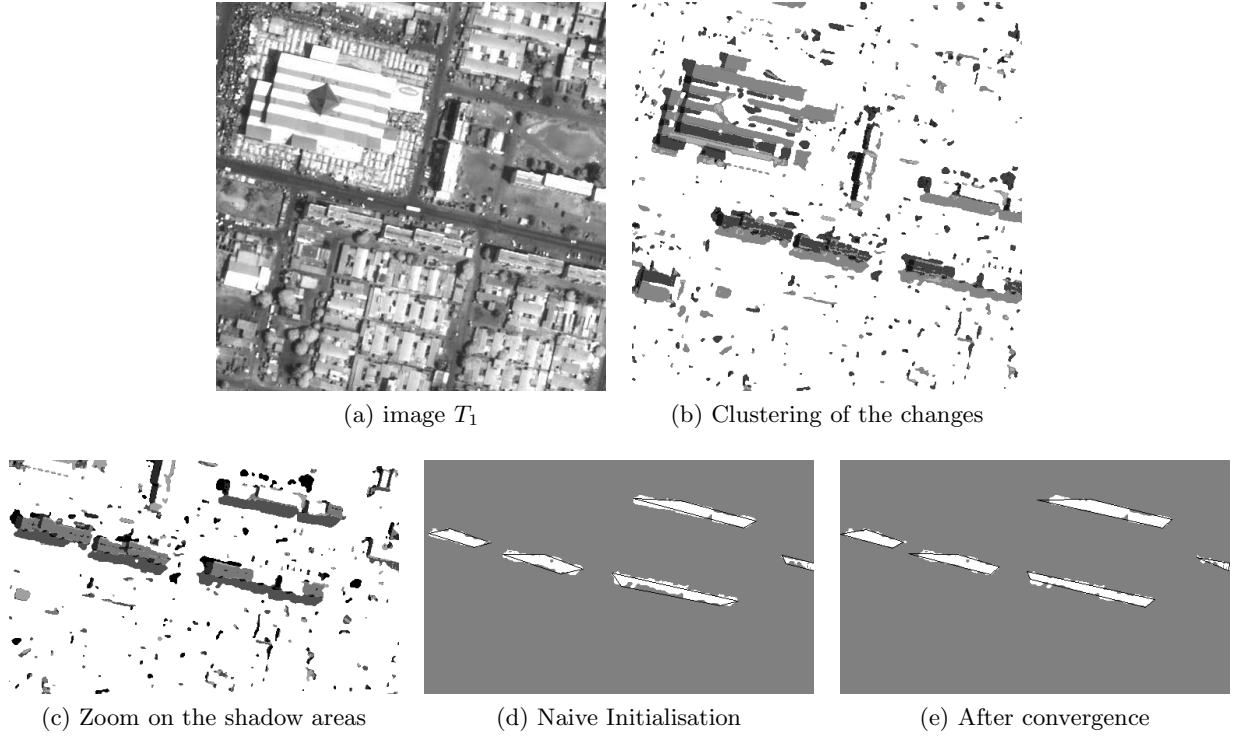 (a) image T₁
(b) Clustering of the changes
(c) Zoom on the shadow areas
(d) Naive Initialisation
(e) After convergence